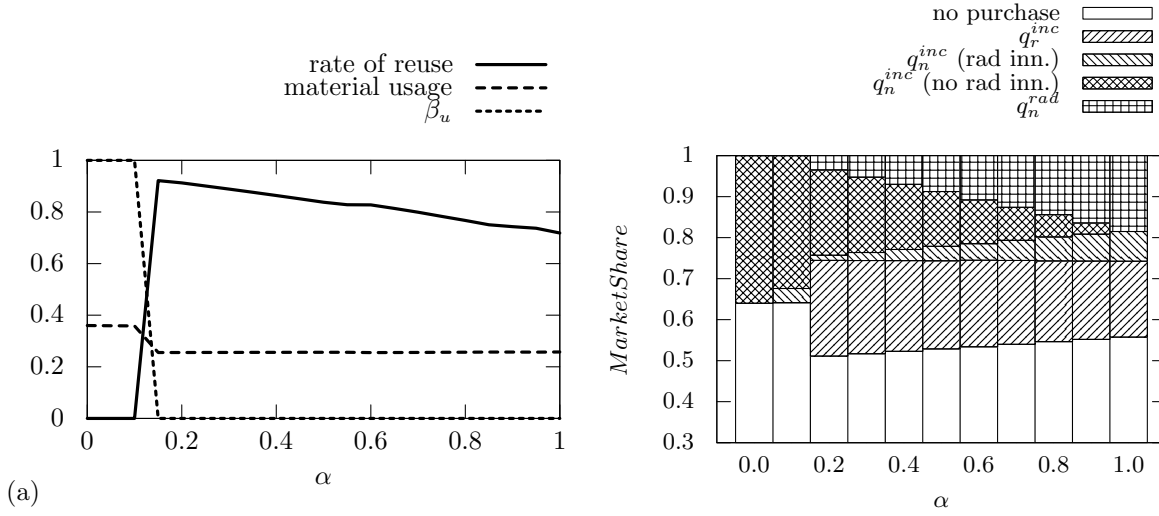 rate of reuse
material usage
β_u
1
0.8
0.6
0.4
0.2
0
0 0.2 0.4 0.6 0.8 1
α
(a)
no purchase
q_r^{inc}
q_n^{inc} (rad inn.)
q_n^{inc} (no rad inn.)
q_n^{rad}
MarketShare
1
0.9
0.8
0.7
0.6
0.5
0.4
0.3
0.0 0.2 0.4 0.6 0.8 1.0
α